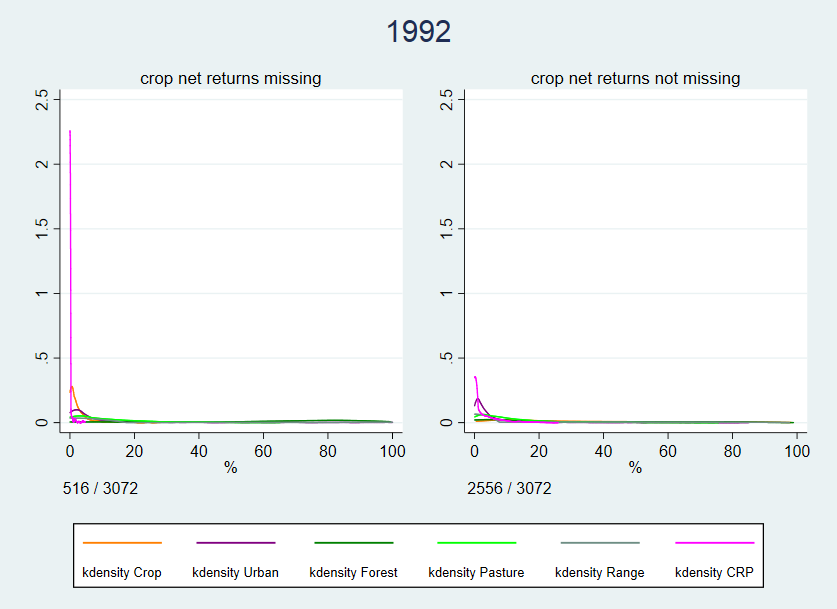 1992
crop net returns missing
crop net returns not missing
2.5
2
1.5
1
.5
0
0 20 40 60 80 100
%
516 / 3072
2.5
2
1.5
1
.5
0
0 20 40 60 80 100
%
2556 / 3072
kdensity Crop kdensity Urban kdensity Forest kdensity Pasture kdensity Range kdensity CRP